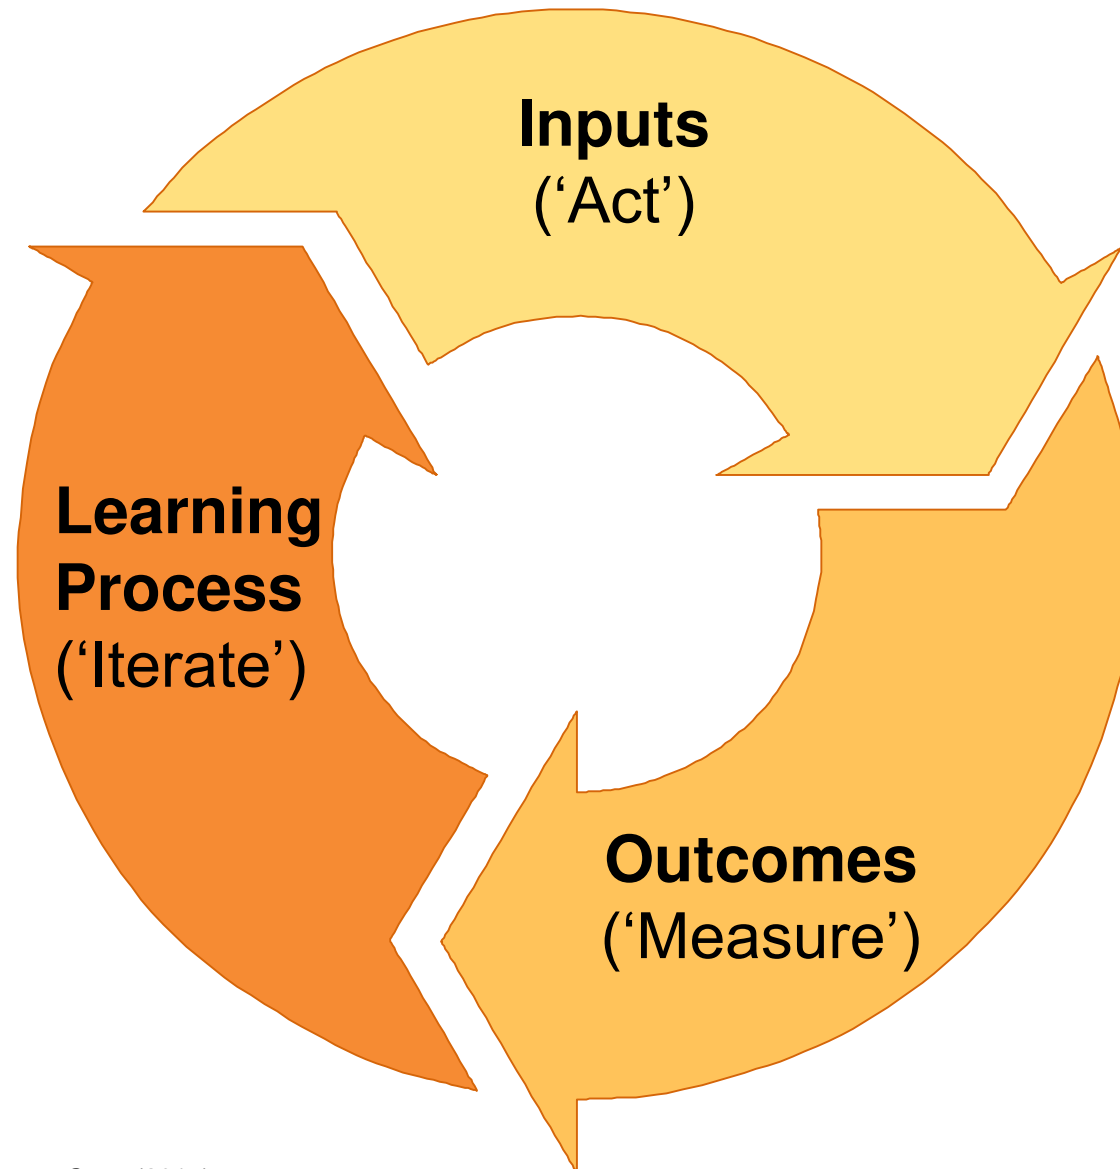 Inputs
(‘Act’)
Learning
Process
(‘Iterate’)
Outcomes
(‘Measure’)